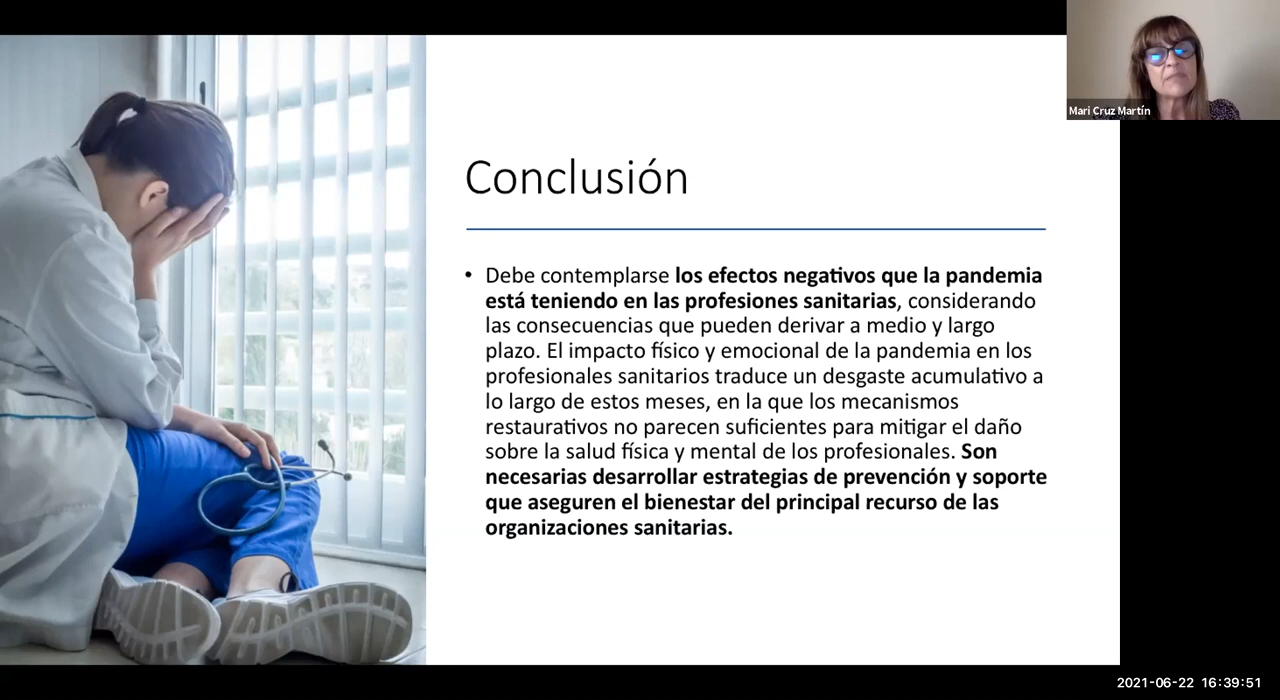 Mari Cruz Martín
Conclusión
• Debe contemplarse los efectos negativos que la pandemia
está teniendo en las profesiones sanitarias, considerando
las consecuencias que pueden derivar a medio y largo
plazo. El impacto físico y emocional de la pandemia en los
profesionales sanitarios traduce un desgaste acumulativo a
lo largo de estos meses, en la que los mecanismos
restaurativos no parecen suficientes para mitigar el daño
sobre la salud física y mental de los profesionales. Son
necesarias desarrollar estrategias de prevención y soporte
que aseguren el bienestar del principal recurso de las
organizaciones sanitarias.
2021-06-22 16:39:51